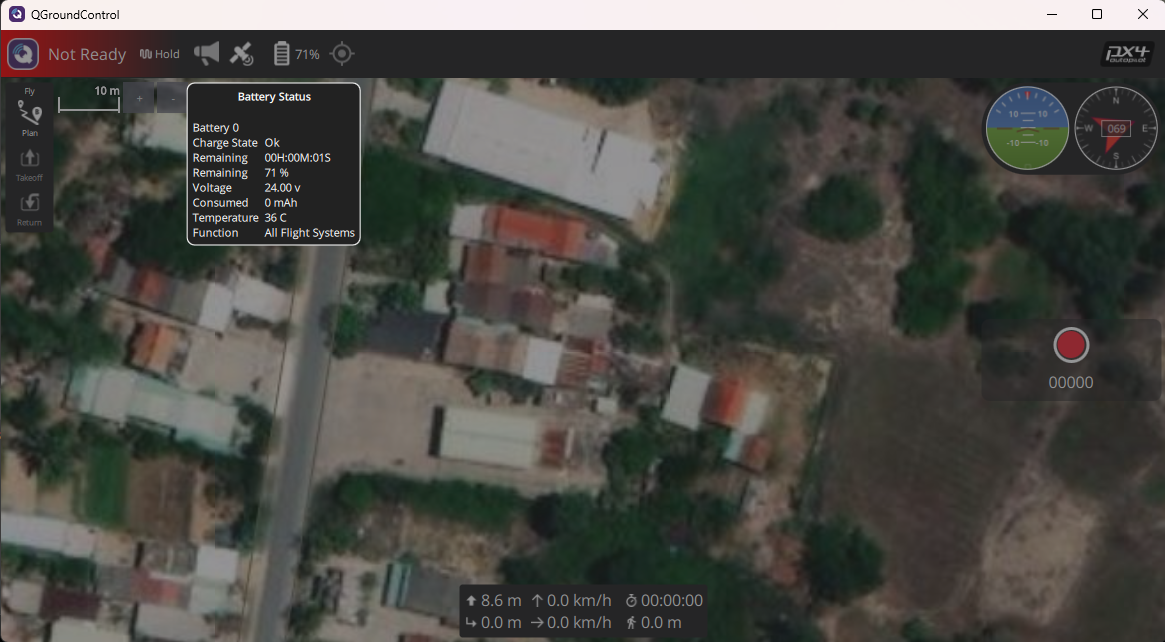 QGroundControl
Not Ready
Hold
71%
PX4
autopilot
Fly
10 m
+
-
Plan
Takeoff
Return
Battery Status
Battery 0
Charge State Ok
Remaining 00H:00M:01S
Remaining 71 %
Voltage 24.00 v
Consumed 0 mAh
Temperature 36 C
Function All Flight Systems
10 10
-10 -10
N
W 069 E
S
00000
8.6 m 0.0 km/h 00:00:00
0.0 m 0.0 km/h 0.0 m